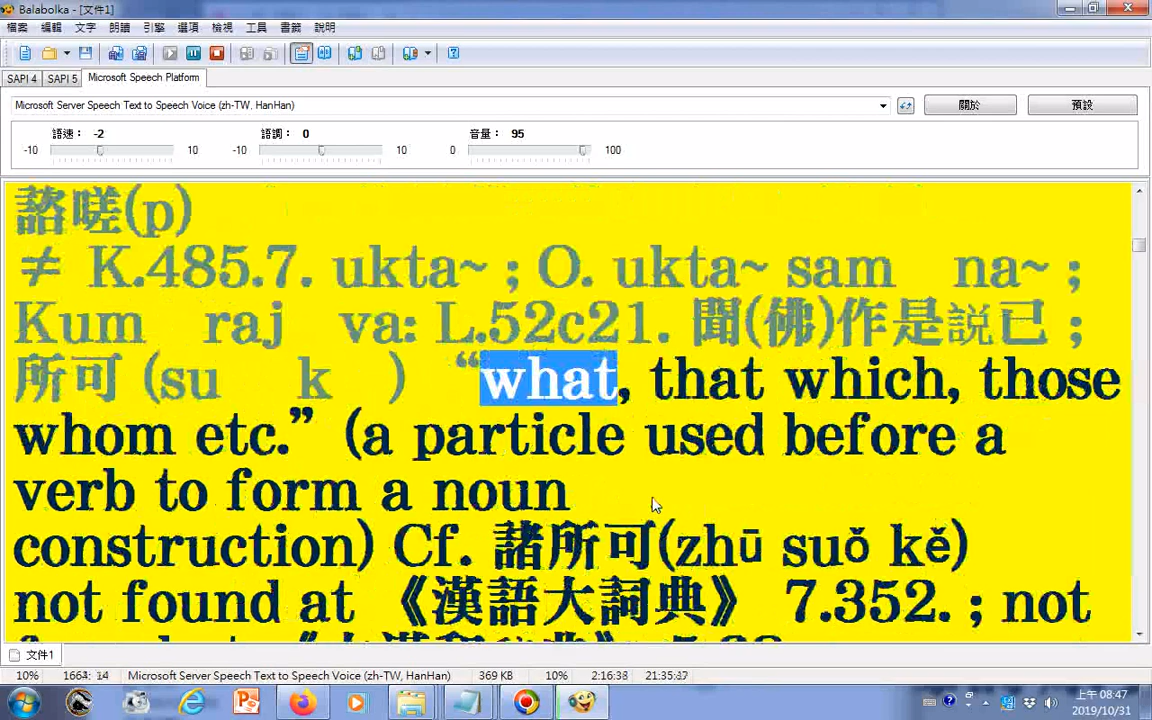 Balabolka - [文件1]
檔案 編輯 文字 朗讀 引擎 選項 檢視 工具 書籤 說明
SAPI 4 SAPI 5 Microsoft Speech Platform
Microsoft Server Speech Text to Speech Voice (zh-TW, HanHan) 關於 預設
語速： -2 語調： 0 音量： 95
-10 10 -10 10 0 100
諮嗟(p)
≠ K.485.7. ukta~ ; O. ukta~ sam na~ ;
Kum raj va: L.52c21. 聞(佛)作是説已 ;
所可 (su k ) “what, that which, those
whom etc.” (a particle used before a
verb to form a noun
construction) Cf. 諸所可(zhū suǒ kě)
not found at 《漢語大詞典》 7.352. ; not
文件1
10% 1664: 14 Microsoft Server Speech Text to Speech Voice (zh-TW, HanHan) 369 KB 10% 2:16:38 21:35:47
上午 08:47
2019/10/31